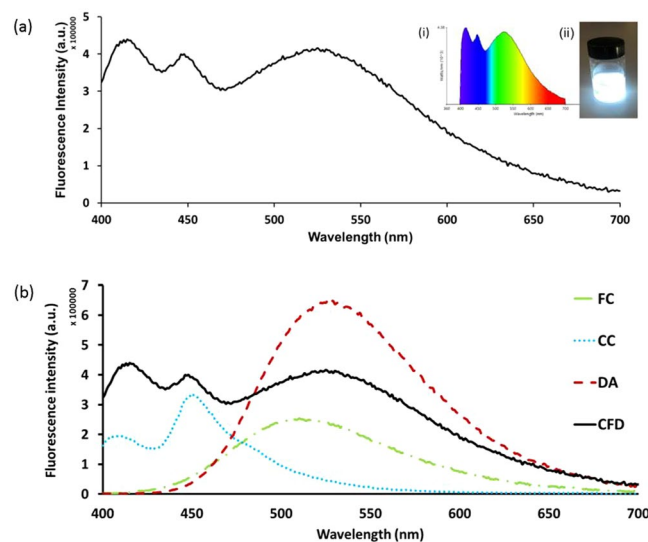 (a)
Fluorescence Intensity (a.u.)
x 100000
5
4
3
2
1
0
400 450 500 550 600 650 700
Wavelength (nm)
(i)
(ii)
(b)
Fluorescence intensity (a.u.)
x 100000
7
6
5
4
3
2
1
0
400 450 500 550 600 650 700
Wavelength (nm)
FC
CC
DA
CFD